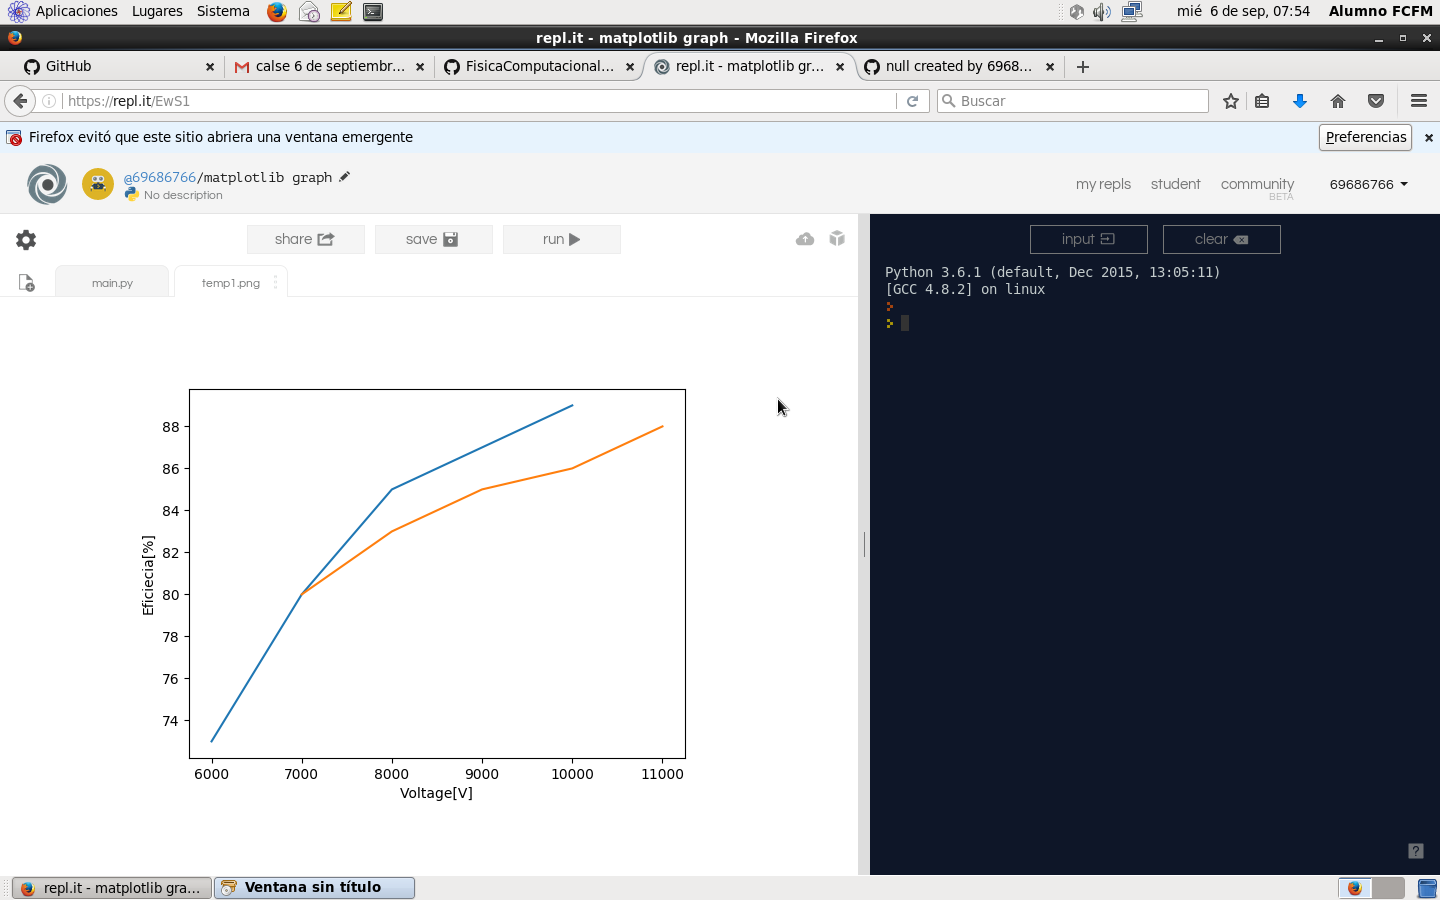 Aplicaciones Lugares Sistema mié 6 de sep, 07:54 Alumno FCFM
repl.it - matplotlib graph - Mozilla Firefox
GitHub calse 6 de septiembr... FisicaComputacional... repl.it - matplotlib gr... null created by 6968...
https://repl.it/EwS1 Buscar
Firefox evitó que este sitio abriera una ventana emergente Preferencias
@69686766/matplotlib graph
No description
my repls student community BETA 69686766
share save run
input clear
main.py temp1.png
Python 3.6.1 (default, Dec 2015, 13:05:11)
[GCC 4.8.2] on linux
88
86
84
82
80
78
76
74
Eficiecia[%]
6000 7000 8000 9000 10000 11000
Voltage[V]
?
repl.it - matplotlib gra... Ventana sin título